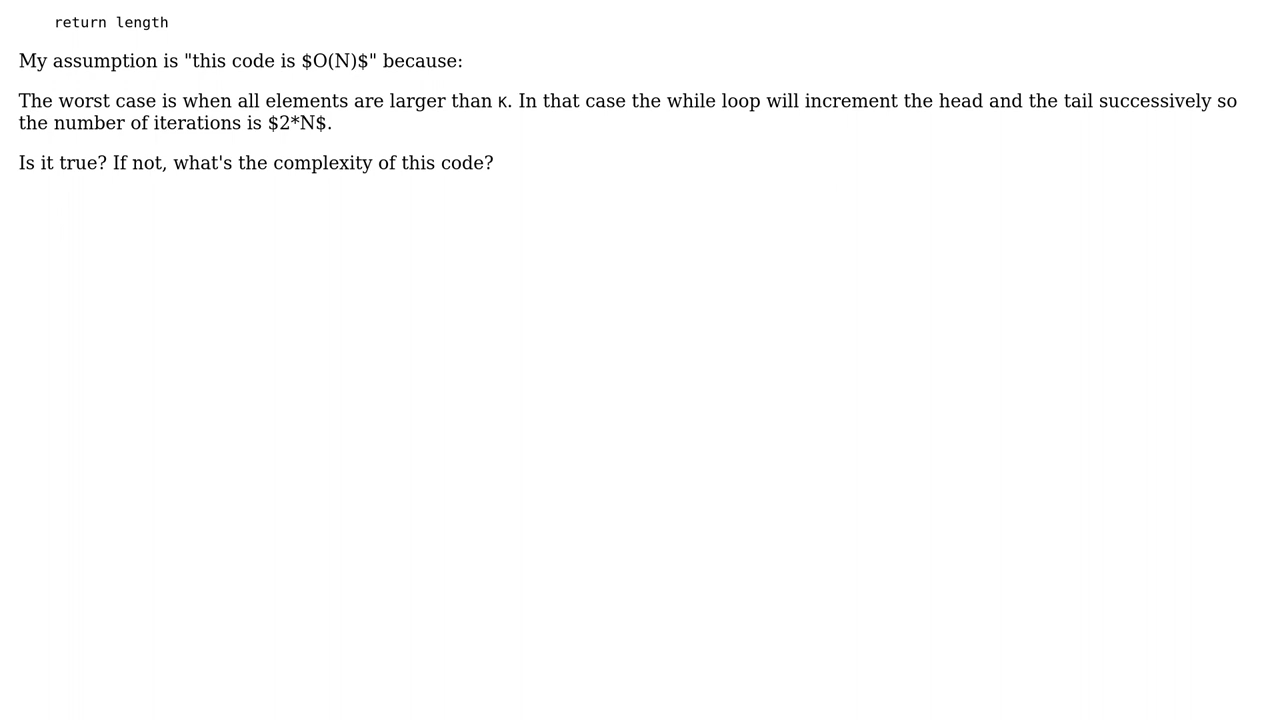 return length
My assumption is "this code is $O(N)$" because:
The worst case is when all elements are larger than K. In that case the while loop will increment the head and the tail successively so
the number of iterations is $2*N$.
Is it true? If not, what's the complexity of this code?